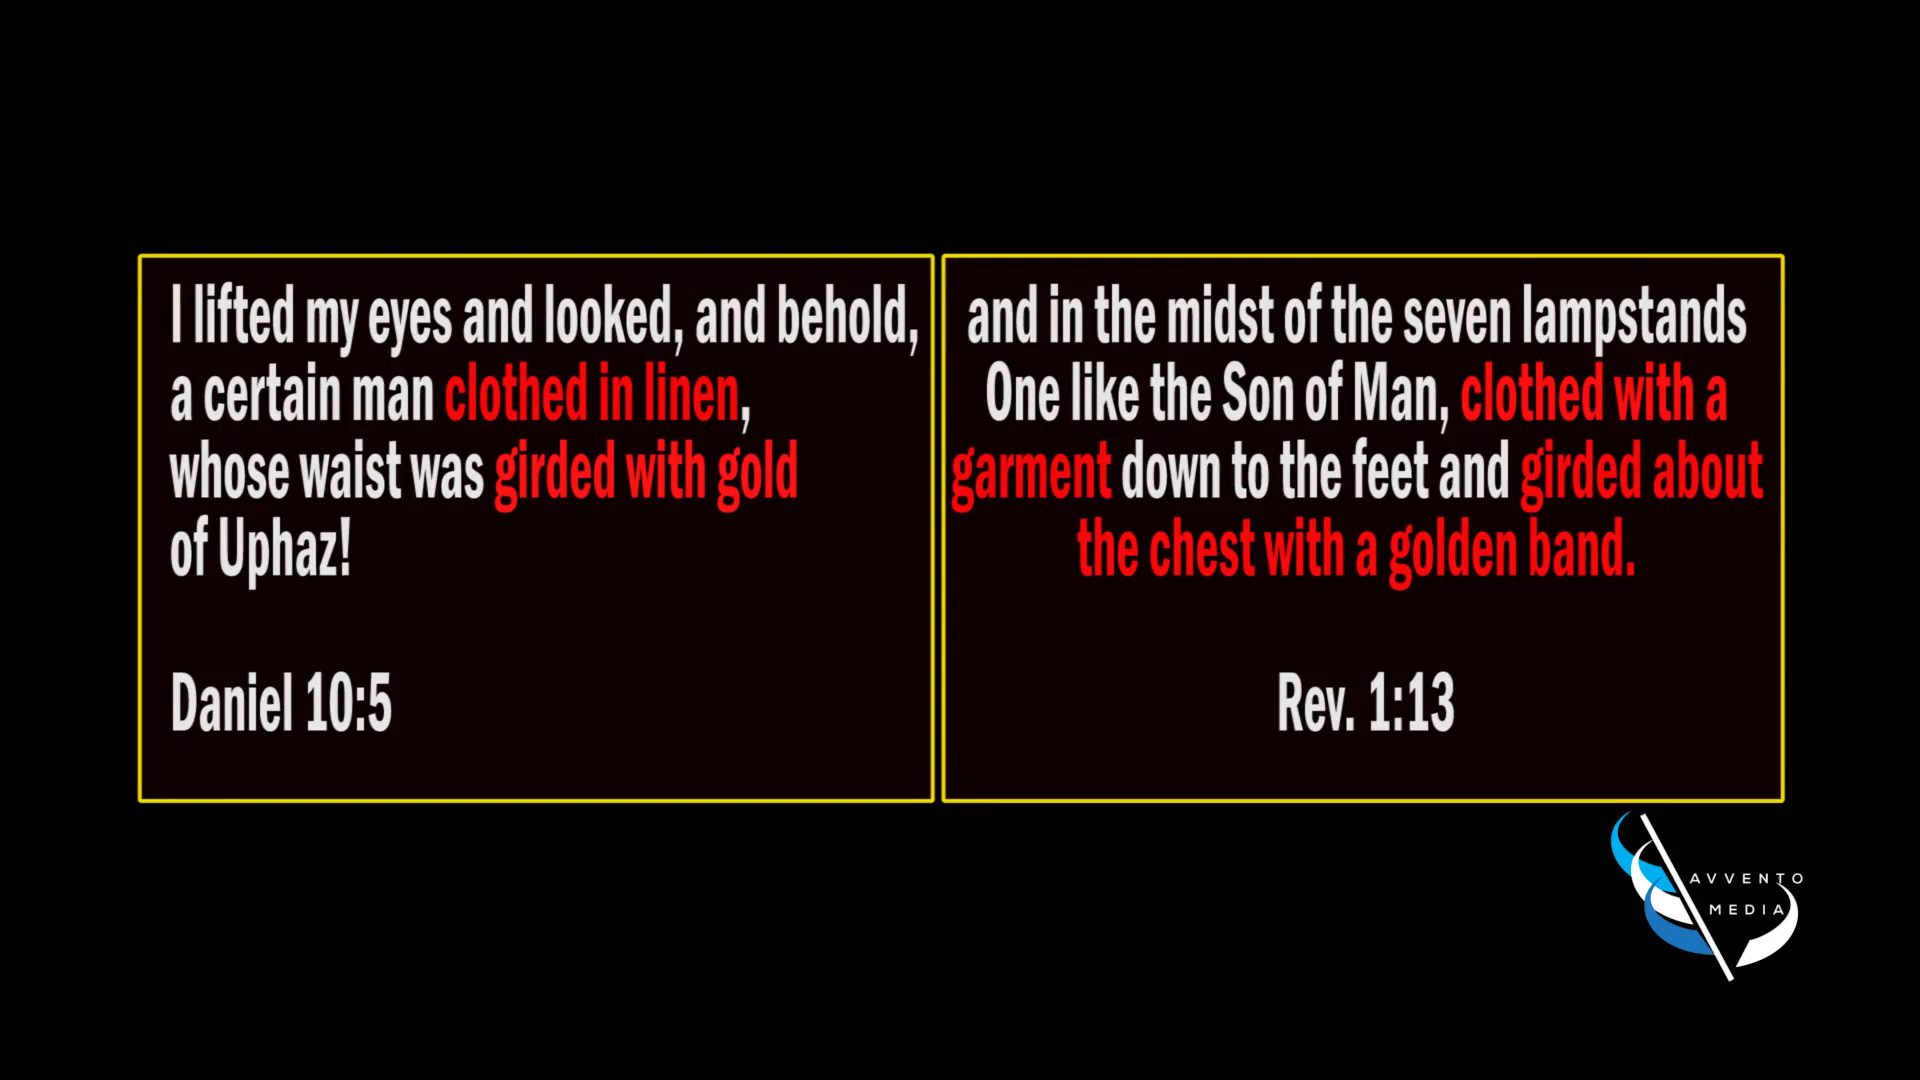 I lifted my eyes and looked, and behold,
a certain man clothed in linen,
whose waist was girded with gold
of Uphaz!
Daniel 10:5
and in the midst of the seven lampstands
One like the Son of Man, clothed with a
garment down to the feet and girded about
the chest with a golden band.
Rev. 1:13
AVVENTO
MEDIA